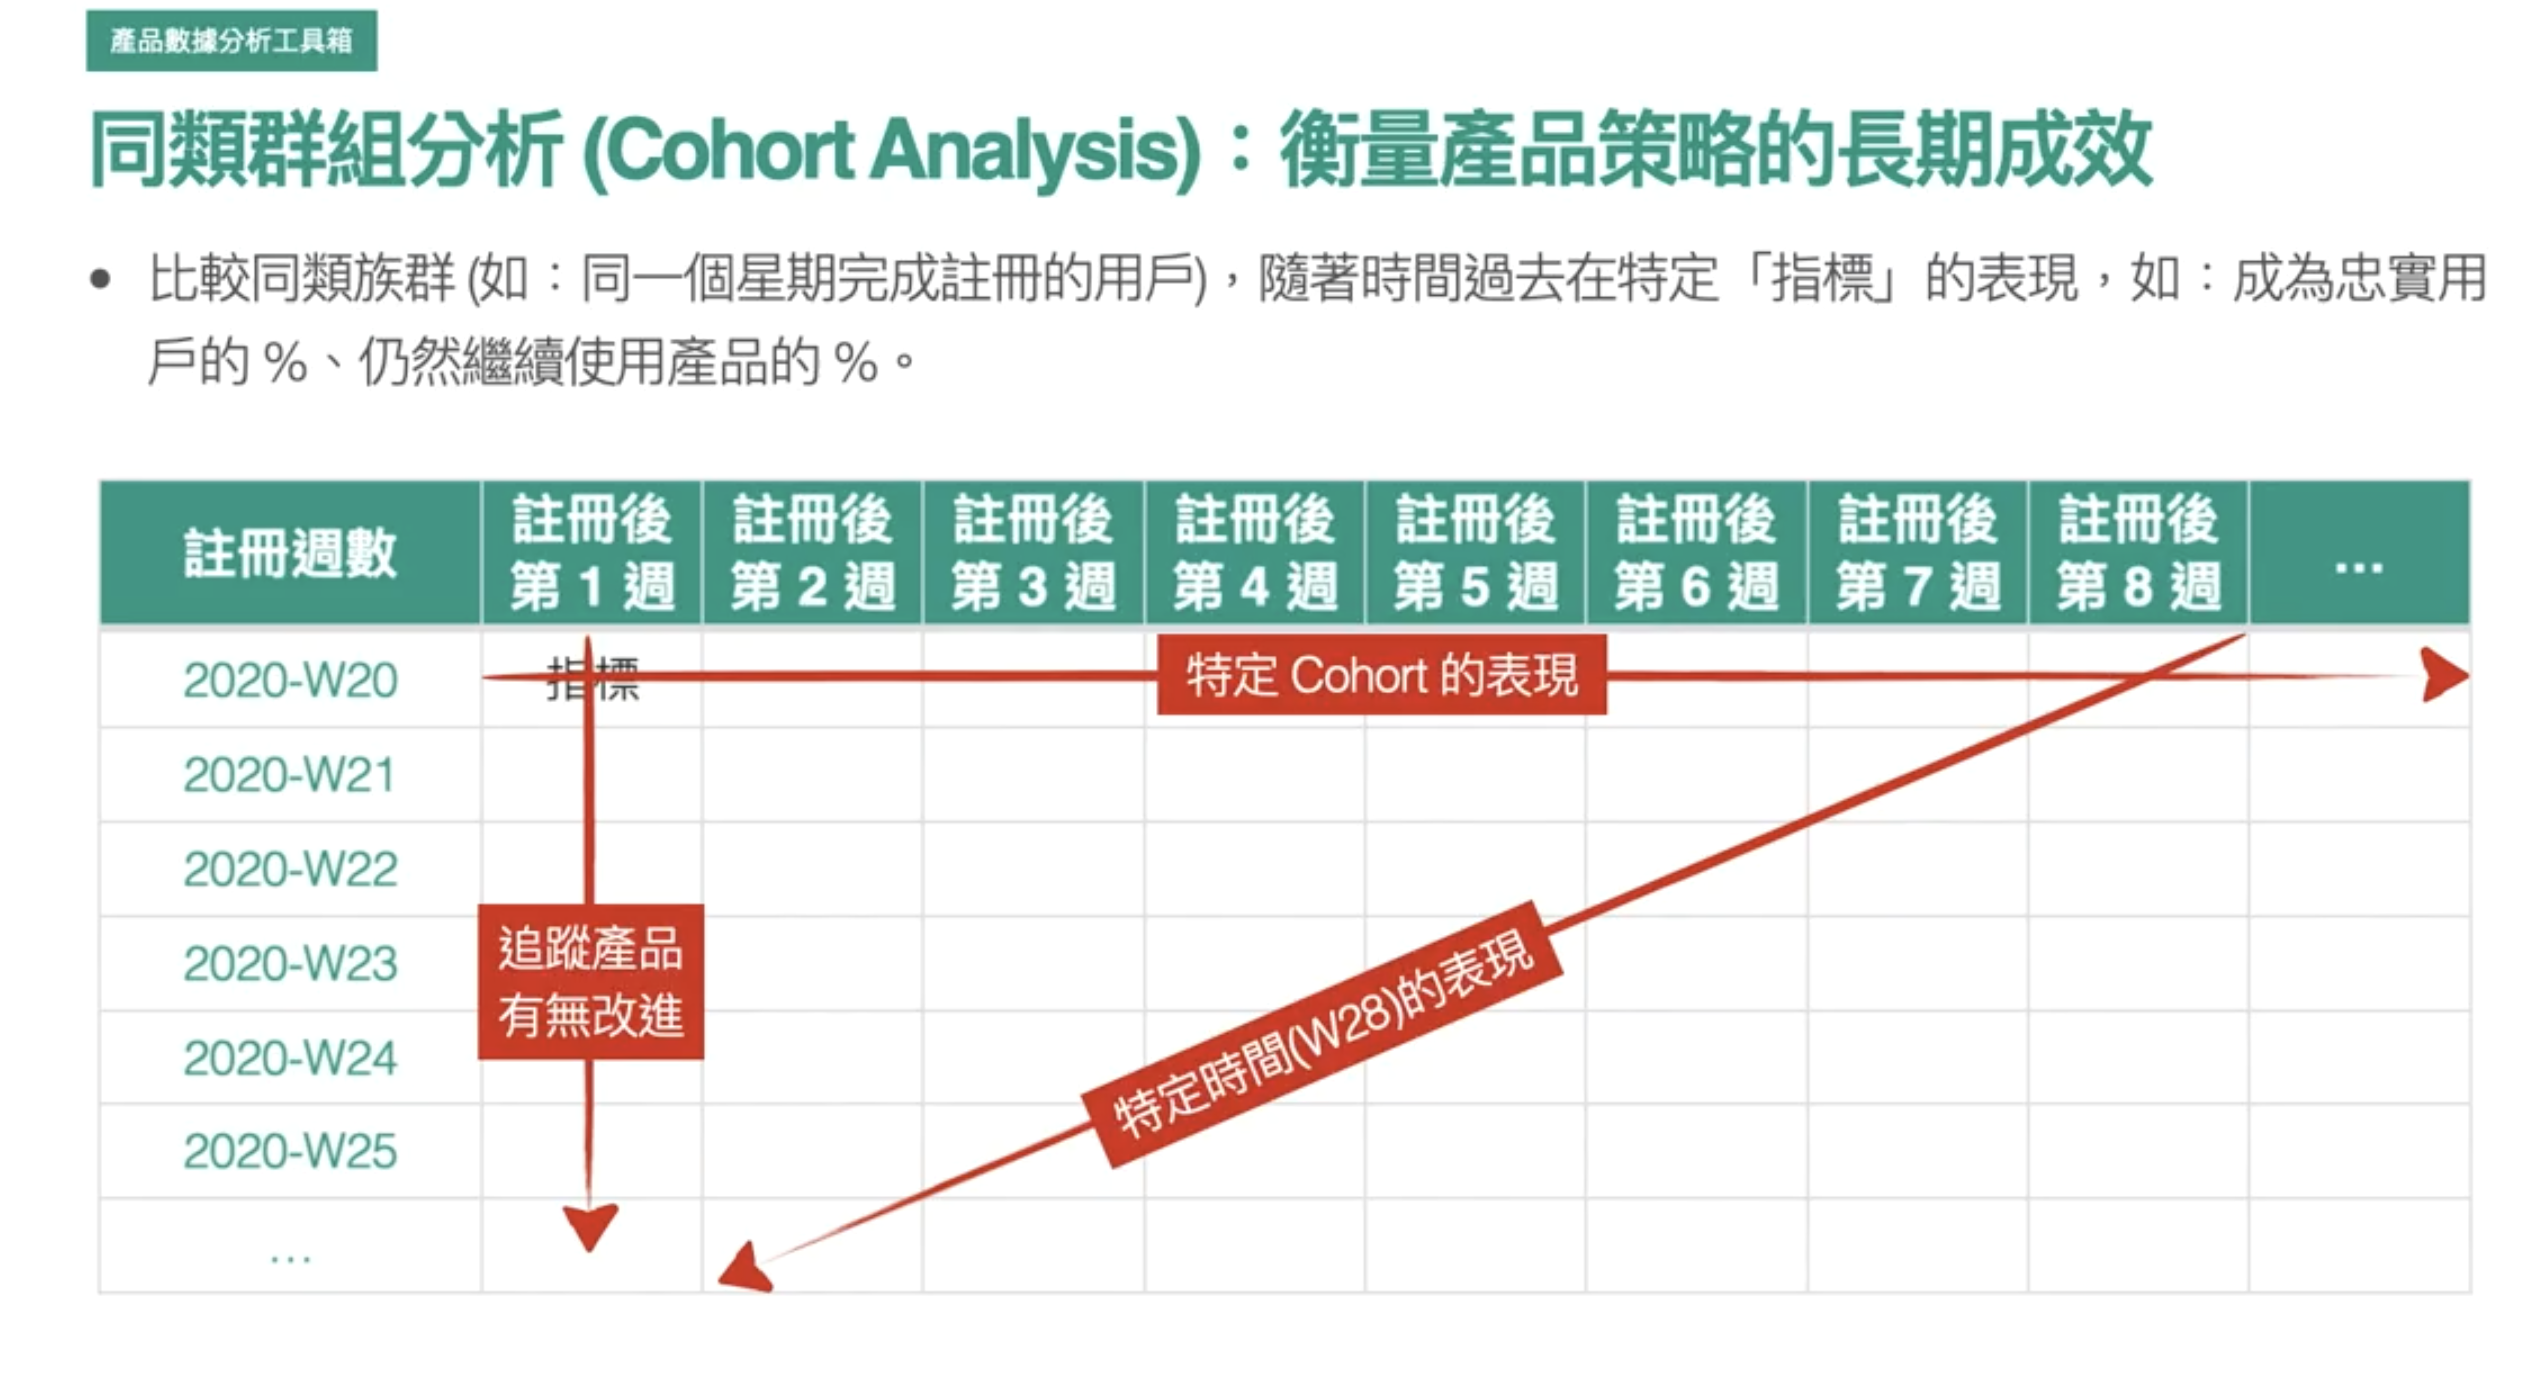 產品數據分析工具箱
同類群組分析 (Cohort Analysis)：衡量產品策略的長期成效
• 比較同類族群 (如：同一個星期完成註冊的用戶)，隨著時間過去在特定「指標」的表現，如：成為忠實用
戶的 %、仍然繼續使用產品的 %。
註冊週數 註冊後第 1 週 註冊後第 2 週 註冊後第 3 週 註冊後第 4 週 註冊後第 5 週 註冊後第 6 週 註冊後第 7 週 註冊後第 8 週 ...
2020-W20 指標 特定 Cohort 的表現
2020-W21
2020-W22
2020-W23
追蹤產品
有無改進
特定時間(W28)的表現
2020-W24
2020-W25
...